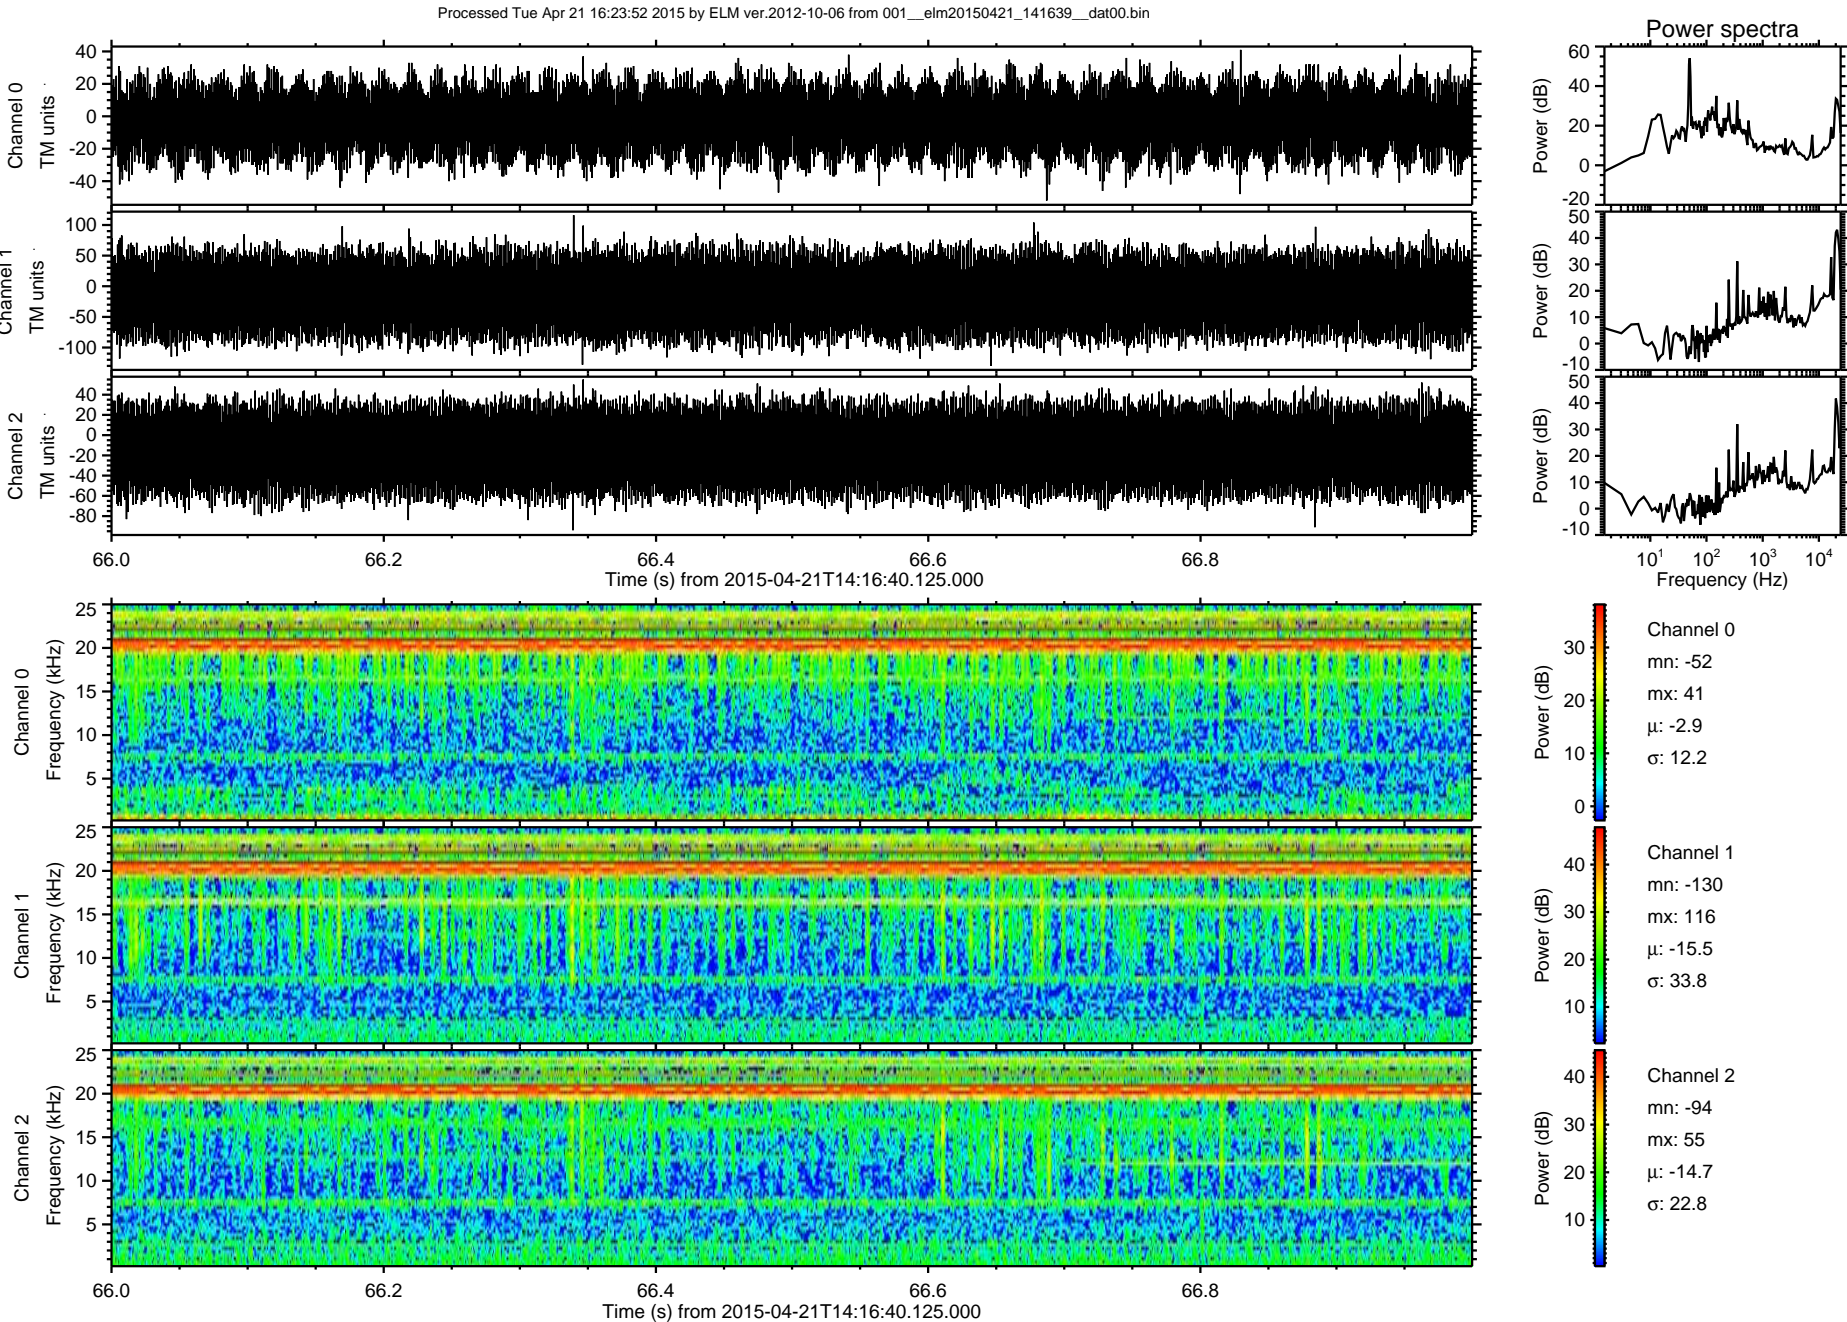 Processed Tue Apr 21 16:23:52 2015 by ELM ver.2012-10-06 from 001__elm20150421_141639__dat00.bin
Power spectra
Channel 0
TM units
40
20
0
-20
-40
Power (dB)
60
40
20
0
-20
Channel 1
TM units
100
50
0
-50
-100
Power (dB)
50
40
30
20
10
0
-10
Channel 2
TM units
40
20
0
-20
-40
-60
-80
Power (dB)
50
40
30
20
10
0
-10
66.0 66.2 66.4 66.6 66.8
Time (s) from 2015-04-21T14:16:40.125.000
10¹ 10² 10³ 10⁴
Frequency (Hz)
Channel 0
Frequency (kHz)
25
20
15
10
5
Power (dB)
30
20
10
0
Channel 0
mn: -52
mx: 41
μ: -2.9
σ: 12.2
Channel 1
Frequency (kHz)
25
20
15
10
5
Power (dB)
40
30
20
10
Channel 1
mn: -130
mx: 116
μ: -15.5
σ: 33.8
Channel 2
Frequency (kHz)
25
20
15
10
5
Power (dB)
40
30
20
10
Channel 2
mn: -94
mx: 55
μ: -14.7
σ: 22.8
66.0 66.2 66.4 66.6 66.8
Time (s) from 2015-04-21T14:16:40.125.000